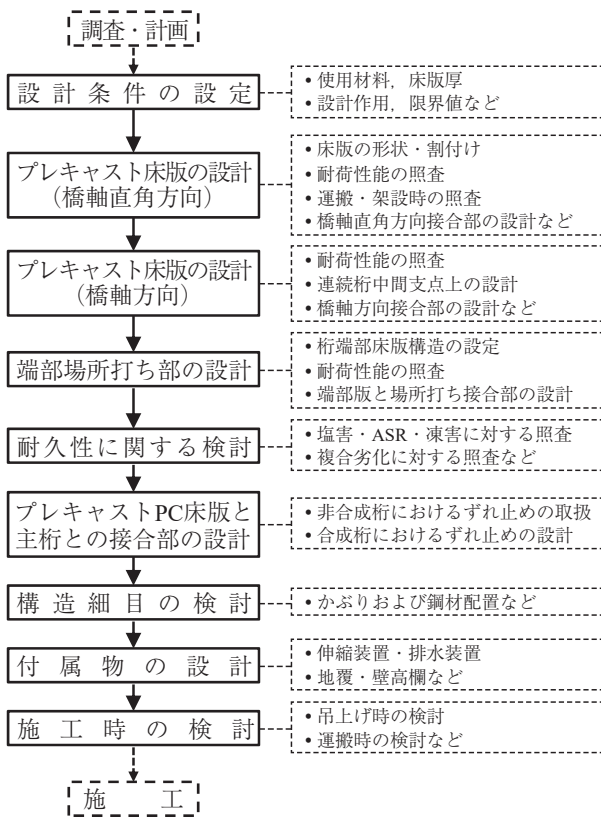 調査・計画
設計条件の設定
・使用材料，床版厚
・設計作用，限界値など
プレキャスト床版の設計
（橋軸直角方向）
・床版の形状・割付け
・耐荷性能の照査
・運搬・架設時の照査
・橋軸直角方向接合部の設計など
プレキャスト床版の設計
（橋軸方向）
・耐荷性能の照査
・連続桁中間支点上の設計
・橋軸方向接合部の設計など
端部場所打ち部の設計
・桁端部床版構造の設定
・耐荷性能の照査
・端部版と場所打ち接合部の設計
耐久性に関する検討
・塩害・ASR・凍害に対する照査
・複合劣化に対する照査など
プレキャストPC床版と
主桁との接合部の設計
・非合成桁におけるずれ止めの取扱
・合成桁におけるずれ止めの設計
構造細目の検討
・かぶりおよび鋼材配置など
付属物の設計
・伸縮装置・排水装置
・地覆・壁高欄など
施工時の検討
・吊上げ時の検討
・運搬時の検討など
施工